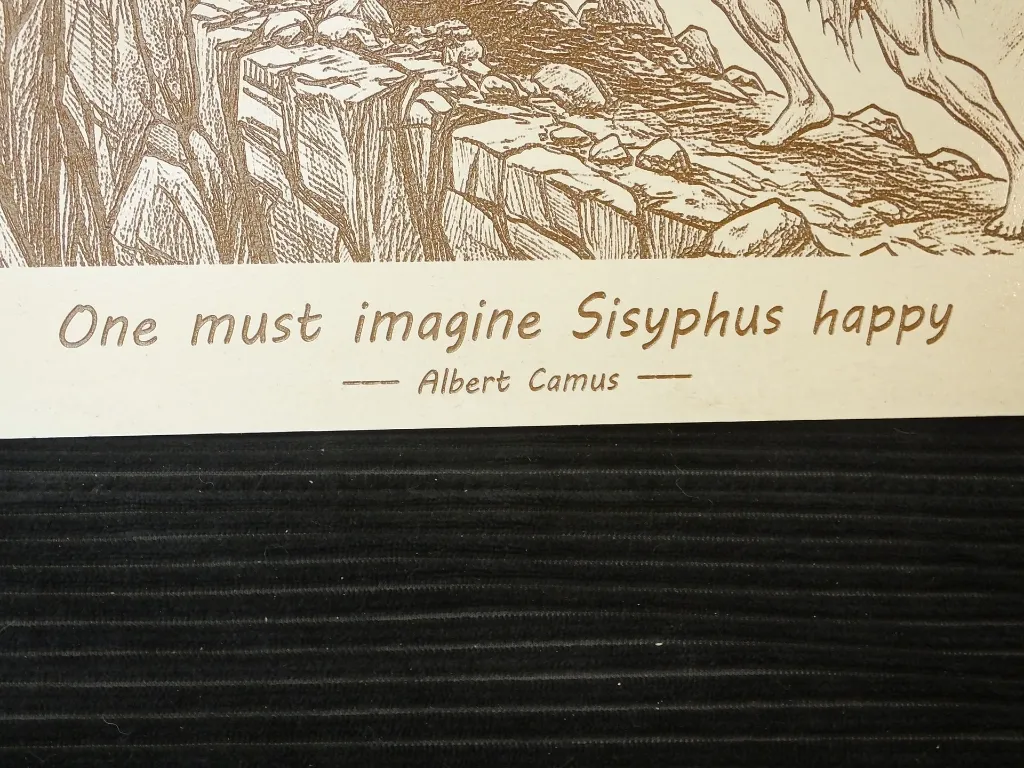 One must imagine Sisyphus happy
— Albert Camus —